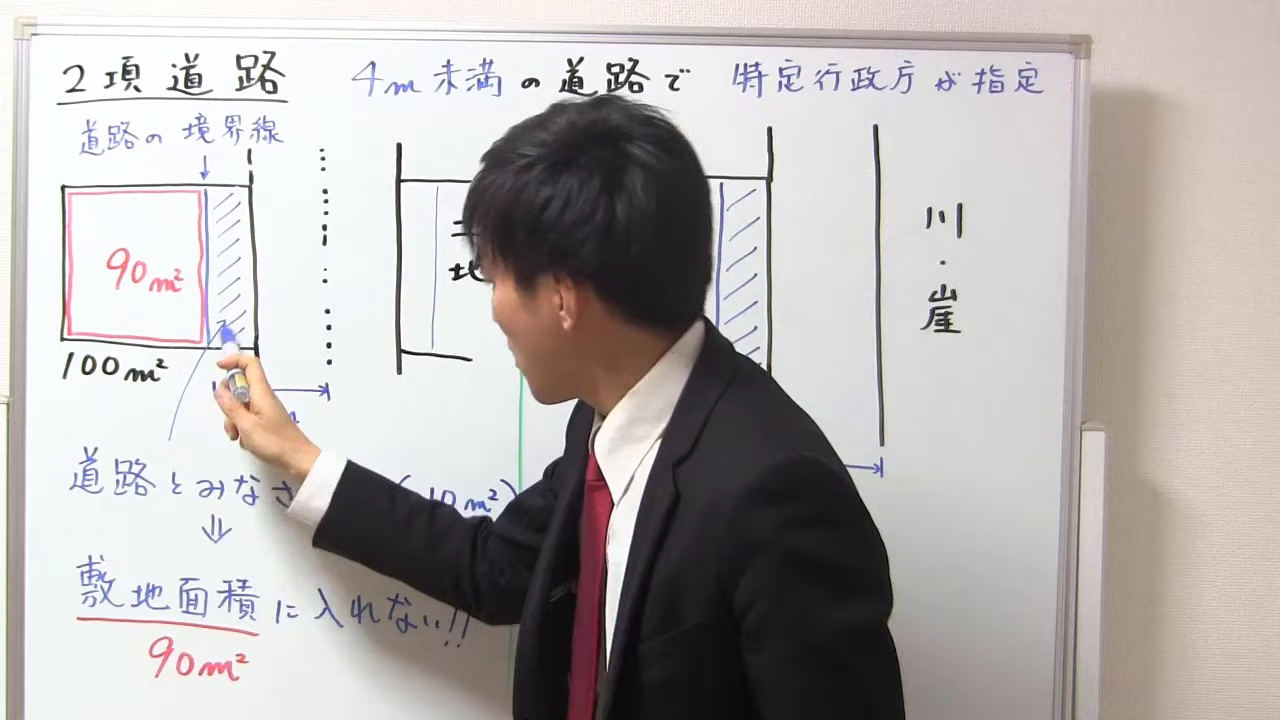 2項道路 4m未満の道路で 特定行政庁が指定
道路の境界線
90m²
100m²
地
川・崖
道路とみなさ
(10m²)
⇓
敷地面積に入れない!!
90m²